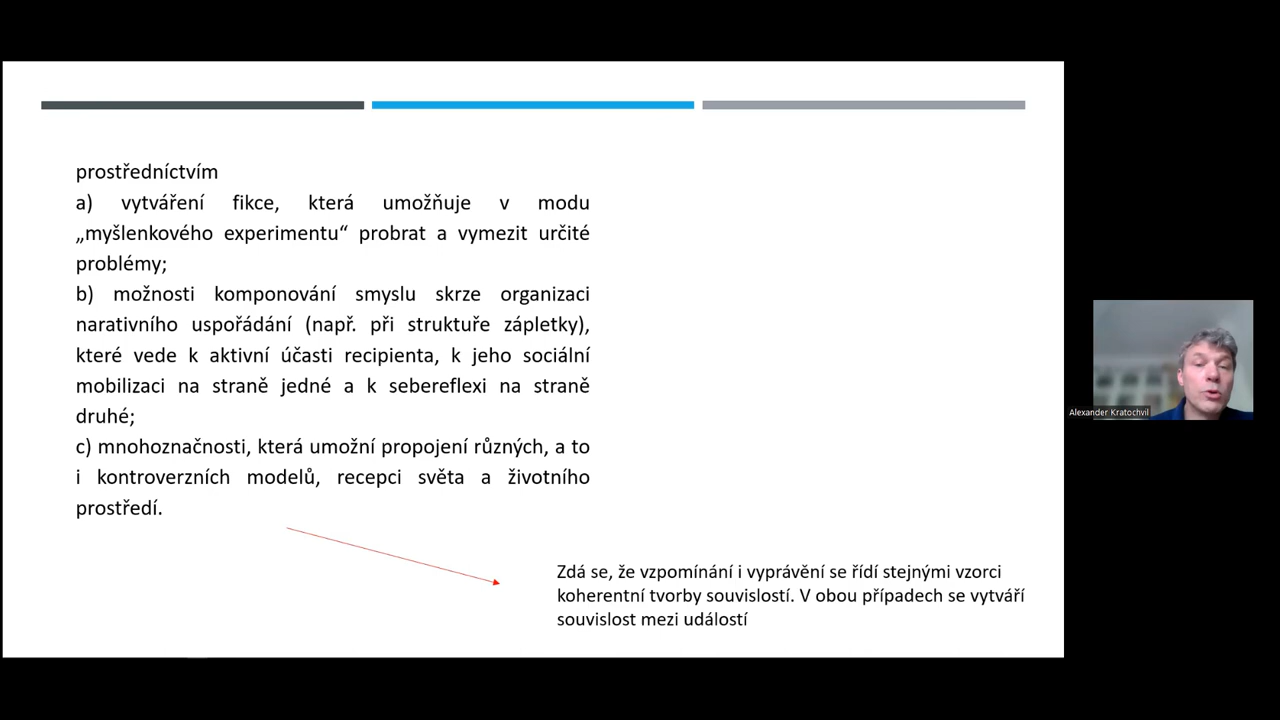 prostředníctvím
a) vytváření fikce, která umožňuje v modu
„myšlenkového experimentu“ probrat a vymezit určité
problémy;
b) možnosti komponování smyslu skrze organizaci
narativního uspořádání (např. při struktuře zápletky),
které vede k aktivní účasti recipienta, k jeho sociální
mobilizaci na straně jedné a k sebereflexi na straně
druhé;
c) mnohoznačnosti, která umožní propojení různých, a to
i kontroverzních modelů, recepci světa a životního
prostředí.
Zdá se, že vzpomínání i vyprávění se řídí stejnými vzorci
koherentní tvorby souvislostí. V obou případech se vytváří
souvislost mezi událostí
Alexander Kratochvil